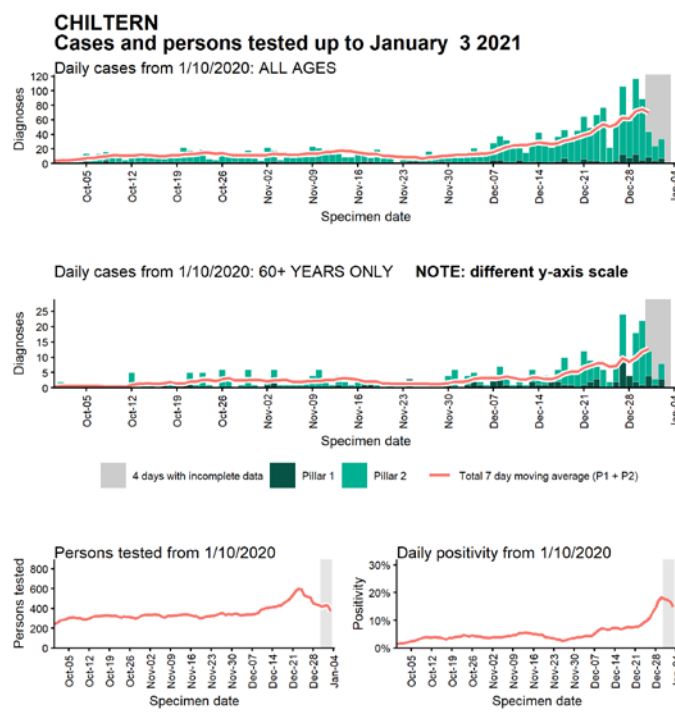 CHILTERN
Cases and persons tested up to January 3 2021
Daily cases from 1/10/2020: ALL AGES
120
100
80
60
40
20
0
Diagnoses
Oct-05 Oct-12 Oct-19 Oct-26 Nov-02 Nov-09 Nov-16 Nov-23 Nov-30 Dec-07 Dec-14 Dec-21 Dec-28 Jan-04
Specimen date
Daily cases from 1/10/2020: 60+ YEARS ONLY NOTE: different y-axis scale
25
20
15
10
5
0
Diagnoses
Oct-05 Oct-12 Oct-19 Oct-26 Nov-02 Nov-09 Nov-16 Nov-23 Nov-30 Dec-07 Dec-14 Dec-21 Dec-28 Jan-04
Specimen date
4 days with incomplete data Pillar 1 Pillar 2 Total 7 day moving average (P1 + P2)
Persons tested from 1/10/2020
800
600
400
200
0
Persons tested
Oct-05 Oct-12 Oct-19 Oct-26 Nov-02 Nov-09 Nov-16 Nov-23 Nov-30 Dec-07 Dec-14 Dec-21 Dec-28 Jan-04
Specimen date
Daily positivity from 1/10/2020
30%
20%
10%
0%
Positivity
Oct-05 Oct-12 Oct-19 Oct-26 Nov-02 Nov-09 Nov-16 Nov-23 Nov-30 Dec-07 Dec-14 Dec-21 Dec-28 Jan-04
Specimen date